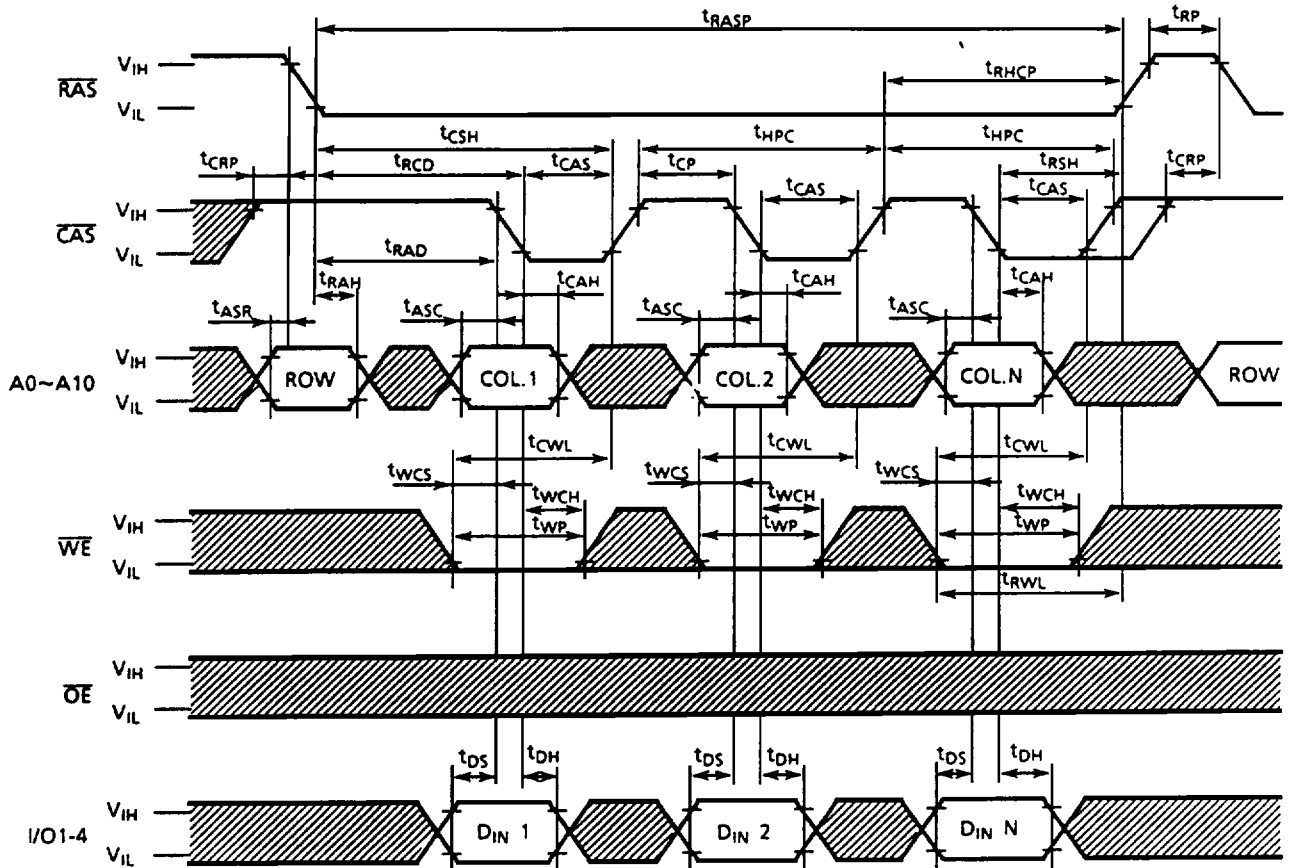 tRASP tRP
VIH
RAS
VIL
tRHCP
tCSH tHPC tHPC
tCRP tRCD tCAS tCP tRSH tCRP
tCAS tCAS
VIH
CAS
VIL
tRAD
tRAH tCAH tCAH tCAH
tASR tASC tASC tASC
VIH
A0~A10 ROW COL.1 COL.2 COL.N ROW
VIL
tCWL tCWL tCWL
tWCS tWCS tWCS
tWCH tWCH tWCH
tWP tWP tWP
VIH
WE
VIL
tRWL
VIH
OE
VIL
tDS tDH tDS tDH tDS tDH
VIH
I/O1-4 DIN 1 DIN 2 DIN N
VIL